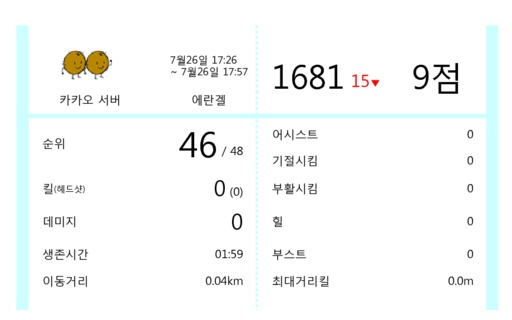 7월26일 17:26
~ 7월26일 17:57
카카오 서버
에란겔
1681 15▼
9점
순위 46 / 48
킬(헤드샷) 0 (0)
데미지 0
생존시간 01:59
이동거리 0.04km
어시스트 0
기절시킴 0
부활시킴 0
힐 0
부스트 0
최대거리킬 0.0m